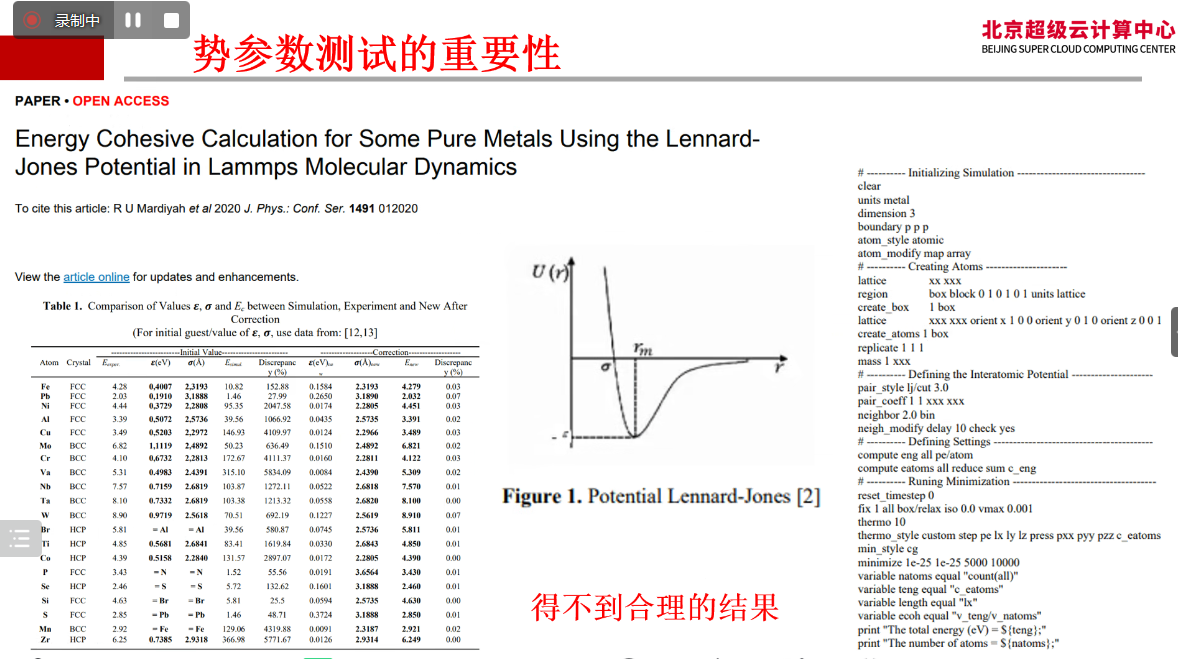 录制中
势参数测试的重要性
北京超级云计算中心
BEIJING SUPER CLOUD COMPUTING CENTER
PAPER • OPEN ACCESS
Energy Cohesive Calculation for Some Pure Metals Using the Lennard-
Jones Potential in Lammps Molecular Dynamics
To cite this article: R U Mardiyah et al 2020 J. Phys.: Conf. Ser. 1491 012020
View the article online for updates and enhancements.
Table 1. Comparison of Values ε, σ and Ec between Simulation, Experiment and New After
Correction
(For initial guest/value of ε, σ, use data from: [12,13]
Initial Value Correction
Atom Crystal ε(eV) σ(Å) Discrepanc y (%) ε(eV) σ(Å) Discrepanc y (%)
Fe FCC 4.28 0,4007 2.3193 10.82 152.88 0.1584 2.3193 4.279 0.03
Pb FCC 2.03 0,1910 3.1888 1.46 27.99 0.2650 3.1890 2.032 0.07
Ni FCC 4.44 0,3729 2.2808 95.35 2047.58 0.0174 2.2805 4.451 0.03
Al FCC 3.39 0,5072 2.5736 39.56 1066.92 0.0435 2.5735 3.391 0.02
Cu FCC 3.49 0,5203 2.2972 146.93 4109.97 0.0124 2.2966 3.489 0.03
Mo BCC 6.82 1,1119 2.4892 50.23 636.49 0.1510 2.4892 6.821 0.02
Cr BCC 4.10 0,6732 2.2813 172.67 4111.37 0.0160 2.2811 4.122 0.03
Va BCC 5.31 0.4983 2.4391 315.10 5834.09 0.0084 2.4390 5.309 0.02
Nb BCC 7.57 0.7159 2.6819 103.87 1272.11 0.0522 2.6818 7.570 0.01
Ta BCC 8.10 0.7332 2.6819 103.38 1213.32 0.0558 2.6820 8.100 0.00
W BCC 8.90 0.9719 2.5618 70.51 692.19 0.1227 2.5619 8.910 0.07
Br HCP 5.81 = Al = Al 39.56 580.87 0.0745 2.5736 5.811 0.01
Ti HCP 4.85 0.5681 2.6841 83.41 1619.84 0.0330 2.6843 4.850 0.01
Co HCP 4.39 0.5158 2.2840 131.57 2897.07 0.0172 2.2805 4.390 0.00
P FCC 3.43 = N = N 1.52 55.56 0.0191 3.6564 3.430 0.01
Se HCP 2.46 = S = S 5.72 132.62 0.1601 3.1888 2.460 0.01
Si FCC 4.63 = Br = Br 5.81 25.5 0.0594 2.5735 4.630 0.00
S FCC 2.85 = Pb = Pb 1.46 48.71 0.3724 3.1888 2.850 0.01
Mn BCC 2.92 = Fe = Fe 129.06 4319.88 0.0091 2.3187 2.921 0.02
Zr HCP 6.25 0.7385 2.9318 366.98 5771.67 0.0126 2.9314 6.249 0.00
U(r)
rm
σ
r
-ε
Figure 1. Potential Lennard-Jones [2]
得不到合理的结果
# ---------- Initializing Simulation ---------------------------------
clear
units metal
dimension 3
boundary p p p
atom_style atomic
atom_modify map array
# ---------- Creating Atoms ---------------------
lattice xx xxx
region box block 0 1 0 1 0 1 units lattice
create_box 1 box
lattice xxx xxx orient x 1 0 0 orient y 0 1 0 orient z 0 0 1
create_atoms 1 box
replicate 1 1 1
mass 1 xxx
# ---------- Defining the Interatomic Potential ---------------------
pair_style lj/cut 3.0
pair_coeff 1 1 xxx xxx
neighbor 2.0 bin
neigh_modify delay 10 check yes
# ---------- Defining Settings -----------------------------------------
compute eng all pe/atom
compute eatoms all reduce sum c_eng
# ---------- Runing Minimization -------------------------------------
reset_timestep 0
fix 1 all box/relax iso 0.0 vmax 0.001
thermo 10
thermo_style custom step pe lx ly lz press pxx pyy pzz c_eatoms
min_style cg
minimize 1e-25 1e-25 5000 10000
variable natoms equal "count(all)"
variable teng equal "c_eatoms"
variable length equal "lx"
variable ecoh equal "v_teng/v_natoms"
print "The total energy (eV) = ${teng};"
print "The number of atoms = ${natoms};"